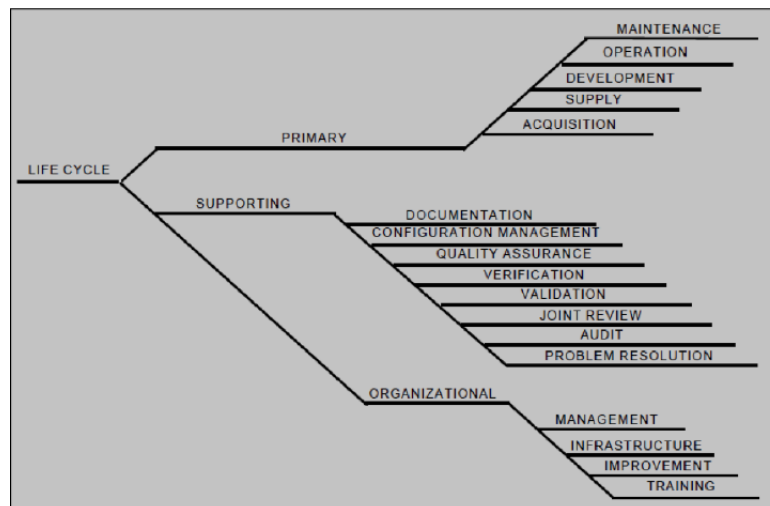 MAINTENANCE
OPERATION
DEVELOPMENT
SUPPLY
ACQUISITION
PRIMARY
LIFE CYCLE
SUPPORTING
DOCUMENTATION
CONFIGURATION MANAGEMENT
QUALITY ASSURANCE
VERIFICATION
VALIDATION
JOINT REVIEW
AUDIT
PROBLEM RESOLUTION
ORGANIZATIONAL
MANAGEMENT
INFRASTRUCTURE
IMPROVEMENT
TRAINING